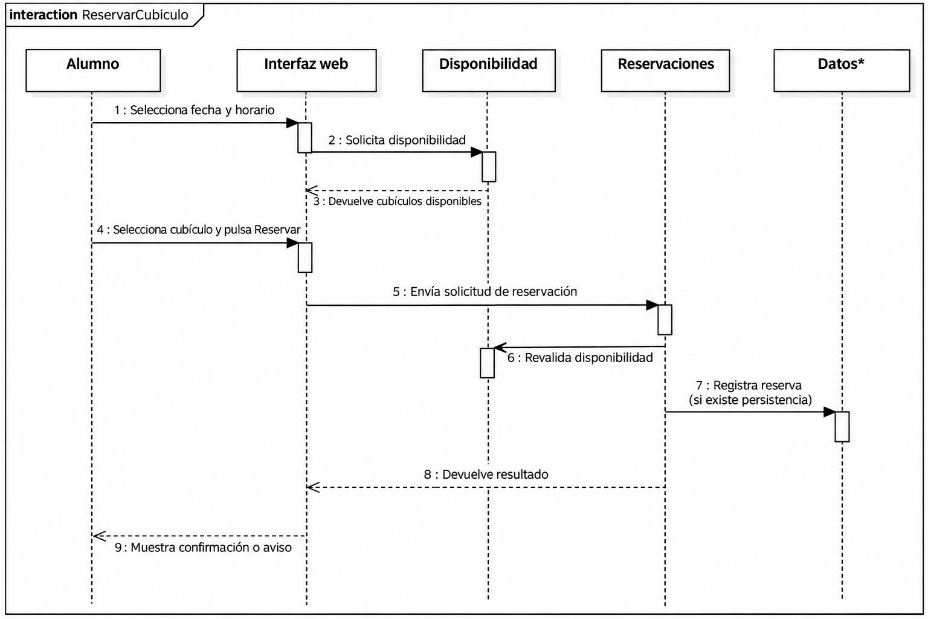 interaction ReservarCubiculo
Alumno
Interfaz web
Disponibilidad
Reservaciones
Datos*
1 : Selecciona fecha y horario
2 : Solicita disponibilidad
3 : Devuelve cubículos disponibles
4 : Selecciona cubículo y pulsa Reservar
5 : Envía solicitud de reservación
6 : Revalida disponibilidad
7 : Registra reserva
(si existe persistencia)
8 : Devuelve resultado
9 : Muestra confirmación o aviso